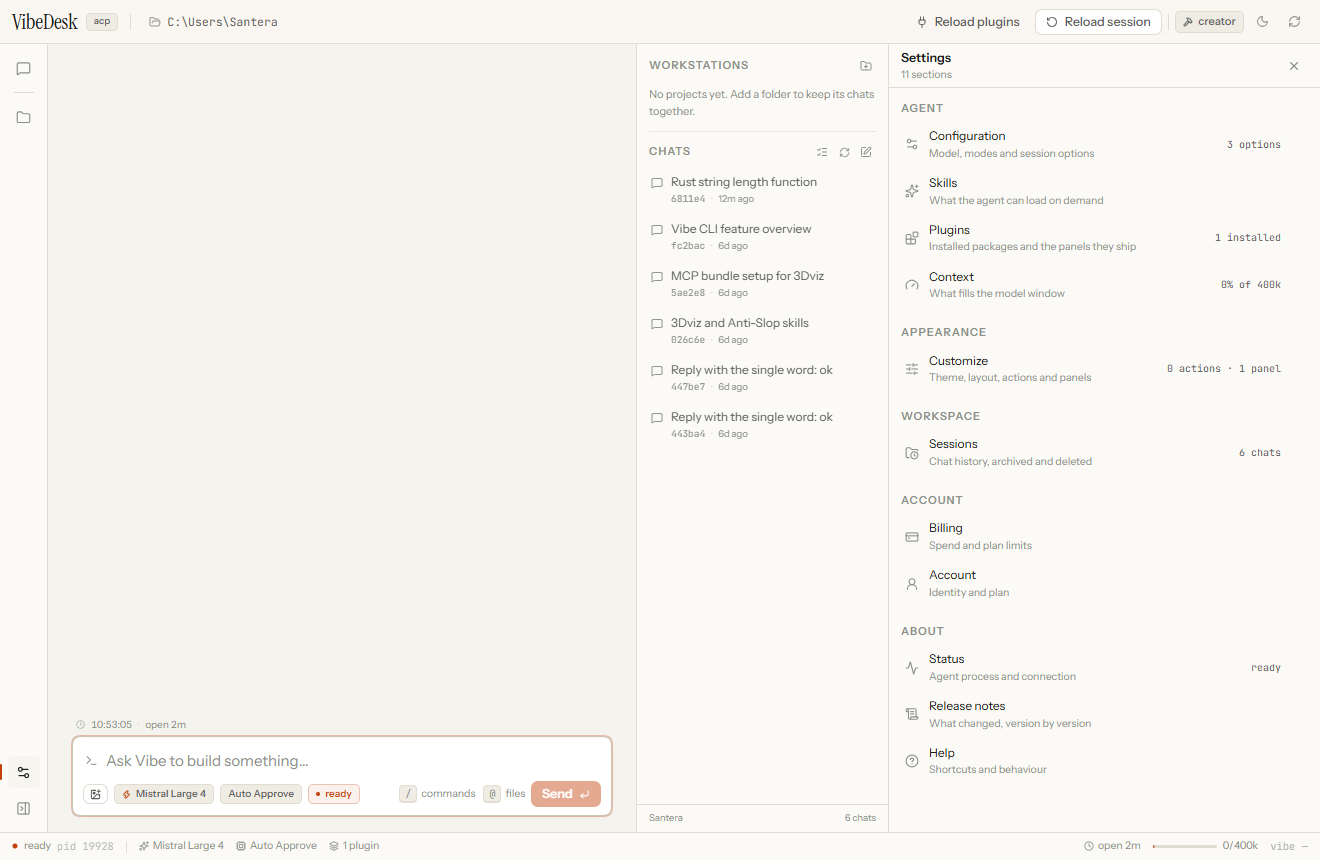 VibeDesk acp C:\Users\Santera Reload plugins Reload session creator
WORKSTATIONS
No projects yet. Add a folder to keep its chats
together.
CHATS
Rust string length function
6811e4 · 12m ago
Vibe CLI feature overview
fc2bac · 6d ago
MCP bundle setup for 3Dviz
5ae2e8 · 6d ago
3Dviz and Anti-Slop skills
026c6e · 6d ago
Reply with the single word: ok
447be7 · 6d ago
Reply with the single word: ok
443ba4 · 6d ago
Santera 6 chats
Settings
11 sections
AGENT
Configuration
Model, modes and session options
3 options
Skills
What the agent can load on demand
Plugins
Installed packages and the panels they ship
1 installed
Context
What fills the model window
0% of 400k
APPEARANCE
Customize
Theme, layout, actions and panels
0 actions · 1 panel
WORKSPACE
Sessions
Chat history, archived and deleted
6 chats
ACCOUNT
Billing
Spend and plan limits
Account
Identity and plan
ABOUT
Status
Agent process and connection
ready
Release notes
What changed, version by version
Help
Shortcuts and behaviour
10:53:05 · open 2m
Ask Vibe to build something...
Mistral Large 4 Auto Approve ready / commands @ files Send
ready pid 19928 Mistral Large 4 Auto Approve 1 plugin open 2m 0/400k vibe —